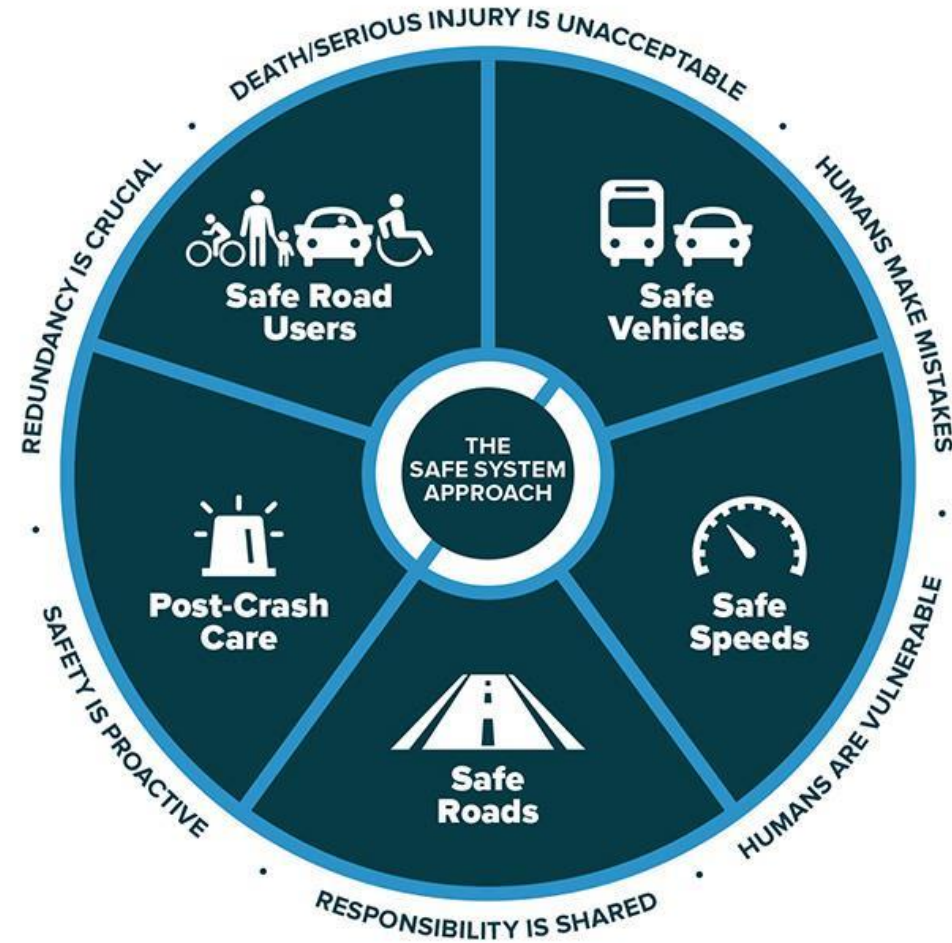 DEATH/SERIOUS INJURY IS UNACCEPTABLE
HUMANS MAKE MISTAKES
HUMANS ARE VULNERABLE
RESPONSIBILITY IS SHARED
SAFETY IS PROACTIVE
REDUNDANCY IS CRUCIAL
Safe Road
Users
Safe
Vehicles
Safe
Speeds
Safe
Roads
Post-Crash
Care
THE
SAFE SYSTEM
APPROACH